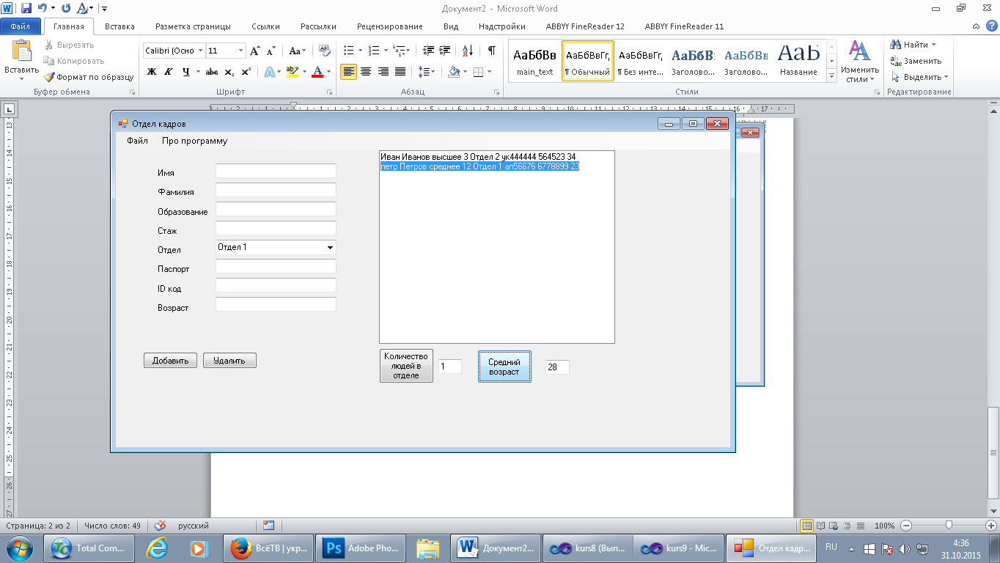 Документ2 - Microsoft Word
Файл Главная Вставка Разметка страницы Ссылки Рассылки Рецензирование Вид Надстройки ABBYY FineReader 12 ABBYY FineReader 11
Вставить
Вырезать
Копировать
Формат по образцу
Буфер обмена
Calibri (Осно 11
Ж К Ч abc x₂ x²
Шрифт
Абзац
АаБбВв АаБбВвГг, АаБбВвГг, АаБбВ: АаБбВв АаБ
main_text ¶ Обычный ¶ Без инте... Заголово... Заголово... Название
Стили
Изменить
стили
Найти
Заменить
Выделить
Редактирование
Отдел кадров
Файл Про программу
Имя
Фамилия
Образование
Стаж
Отдел Отдел 1
Паспорт
ID код
Возраст
Добавить Удалить
Иван Иванов высшее 3 Отдел 2 ук444444 564523 34
петр Петров среднее 12 Отдел 1 ап56676 6778899 23
Количество
людей в
отделе
1
Средний
возраст
28
Страница: 2 из 2 Число слов: 49 русский 100%
Total Com... ВсёТВ | укр... Adobe Pho... Документ2... kurs8 (Вып... kurs9 - Mic... Отдел кадр...
RU
4:36
31.10.2015